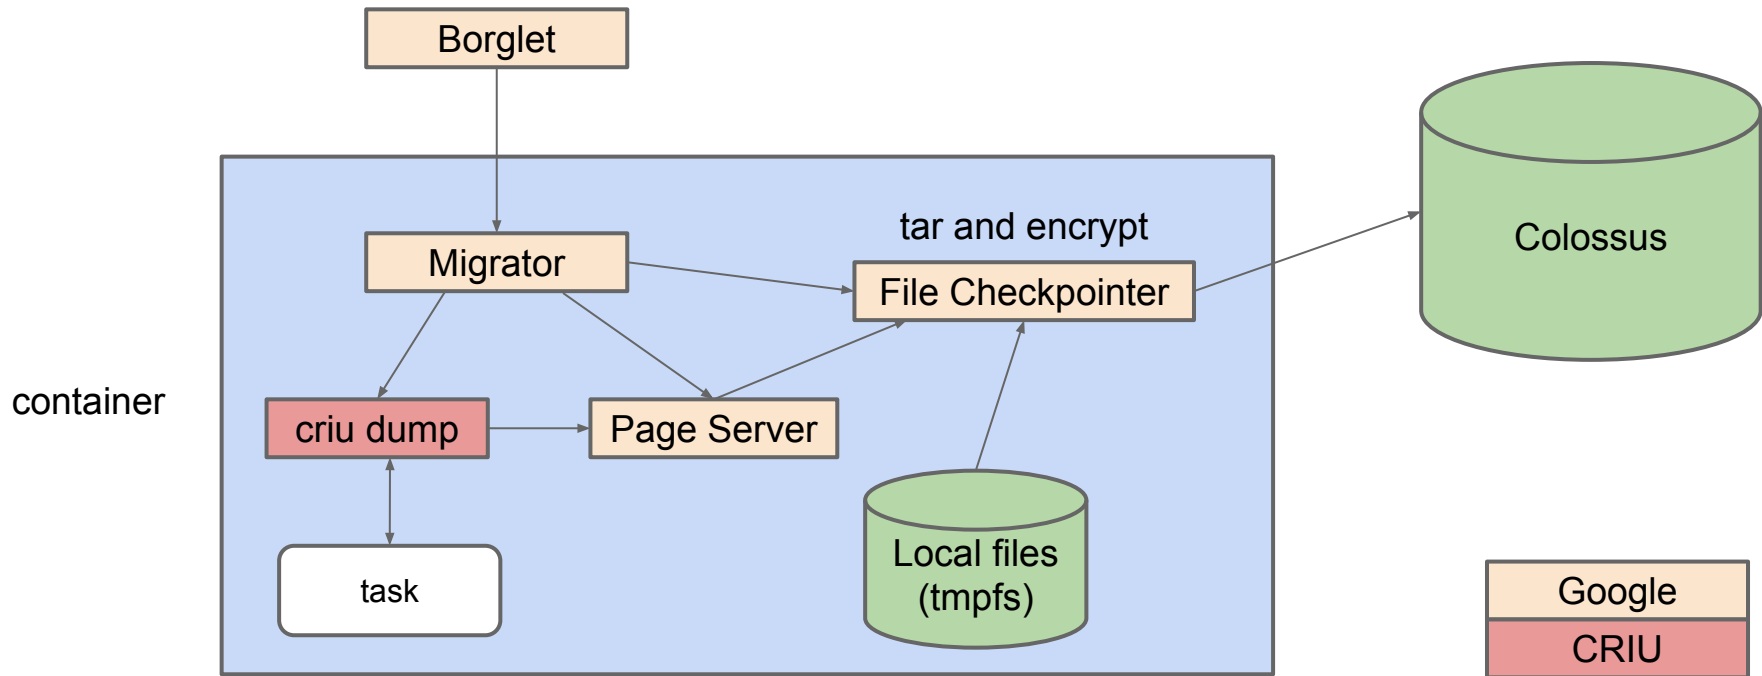 Borglet
tar and encrypt
Migrator
File Checkpointer
Colossus
container
criu dump
Page Server
task
Local files
(tmpfs)
Google
CRIU